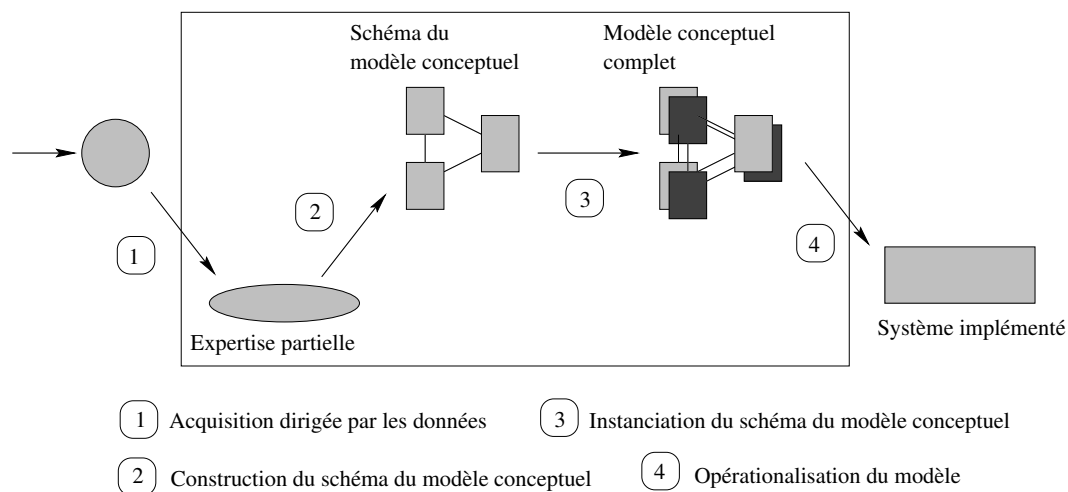 Schéma du
modèle conceptuel
Modèle conceptuel
complet
2
3
1
4
Expertise partielle
Système implémenté
1 Acquisition dirigée par les données
3 Instanciation du schéma du modèle conceptuel
2 Construction du schéma du modèle conceptuel
4 Opérationalisation du modèle